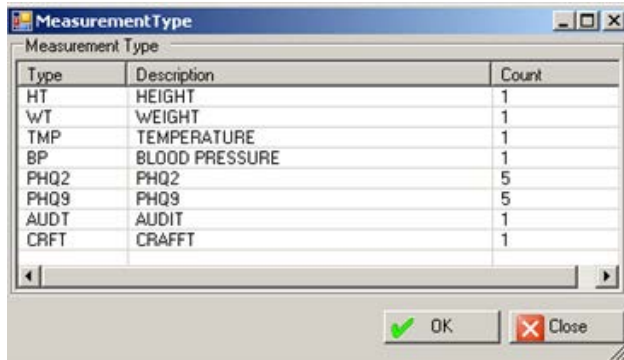 MeasurementType
Measurement Type
Type Description Count
HT HEIGHT 1
WT WEIGHT 1
TMP TEMPERATURE 1
BP BLOOD PRESSURE 1
PHQ2 PHQ2 5
PHQ9 PHQ9 5
AUDT AUDIT 1
CRFT CRAFFT 1
OK Close